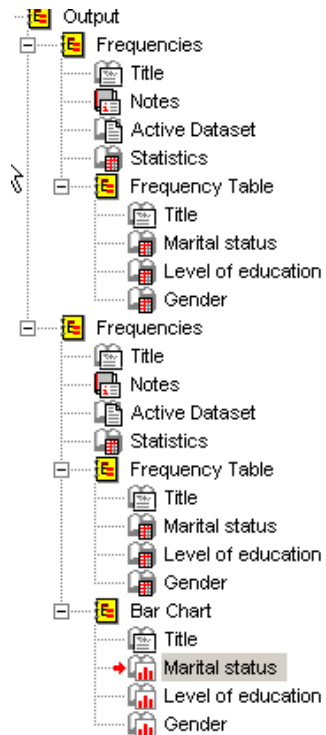 Output
Frequencies
Title
Notes
Active Dataset
Statistics
Frequency Table
Title
Marital status
Level of education
Gender
Frequencies
Title
Notes
Active Dataset
Statistics
Frequency Table
Title
Marital status
Level of education
Gender
Bar Chart
Title
Marital status
Level of education
Gender